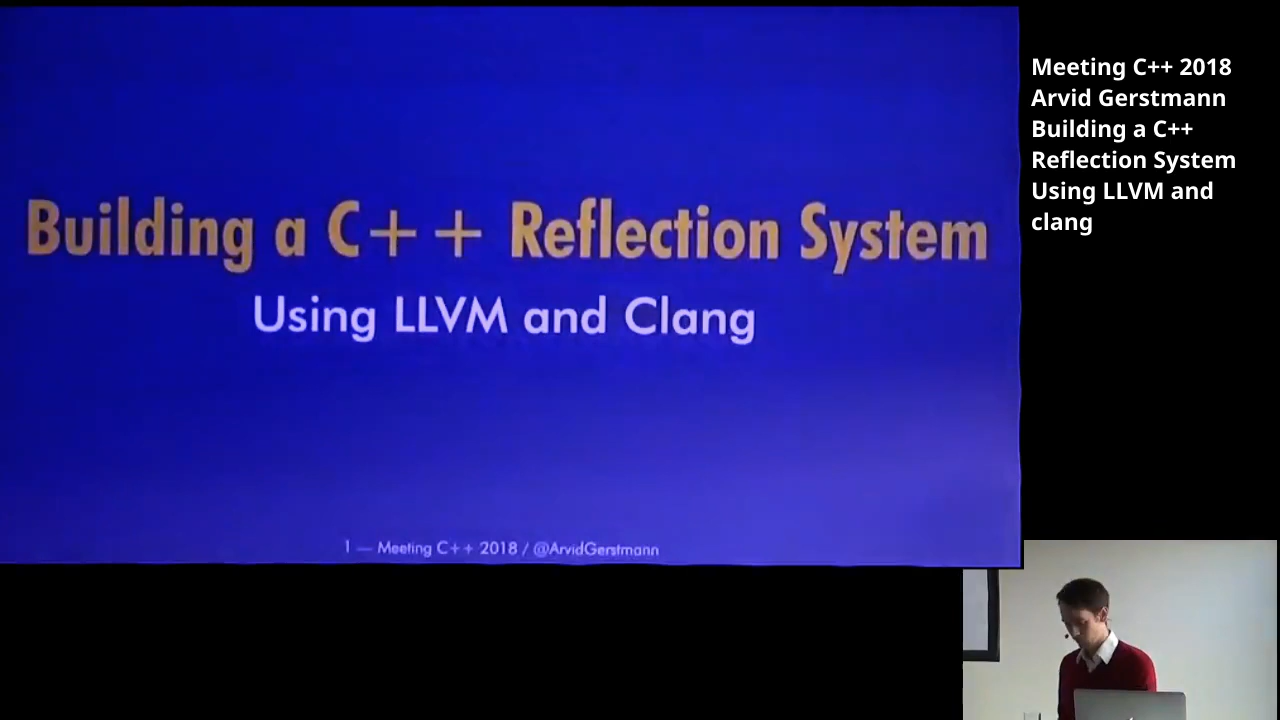 Building a C++ Reflection System
Using LLVM and Clang
1 — Meeting C++ 2018 / @ArvidGerstmann
Meeting C++ 2018
Arvid Gerstmann
Building a C++
Reflection System
Using LLVM and
clang